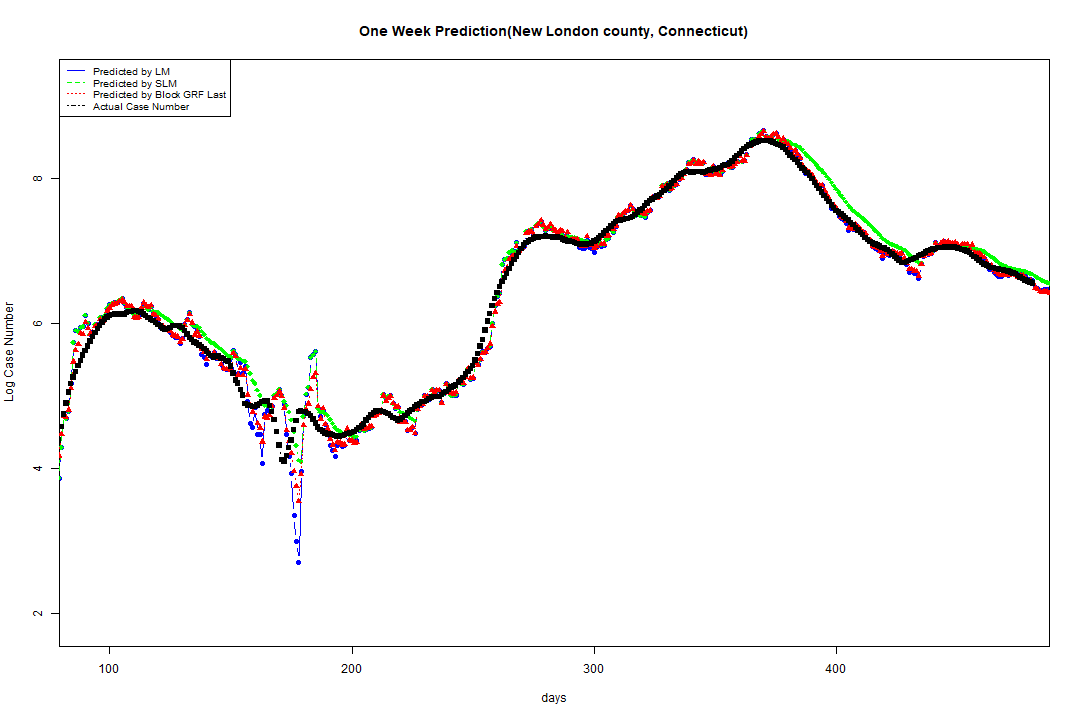 One Week Prediction(New London county, Connecticut)
Predicted by LM
Predicted by SLM
Predicted by Block GRF Last
Actual Case Number
Log Case Number
8
6
4
2
100 200 300 400
days